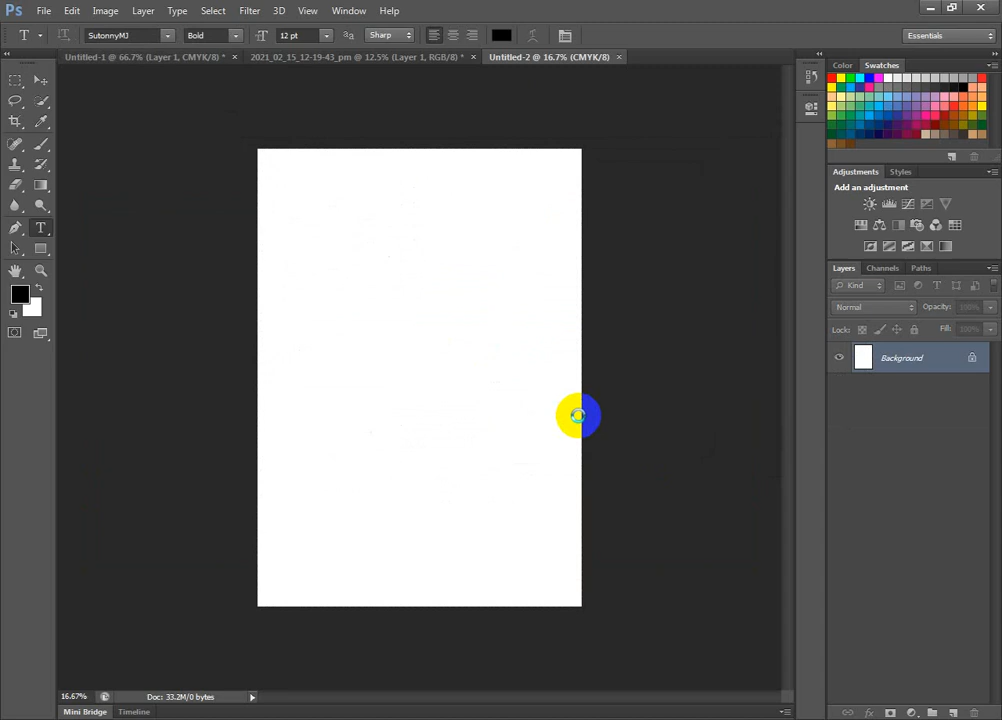 Ps File Edit Image Layer Type Select Filter 3D View Window Help
T SutonnyMJ Bold 12 pt Sharp Essentials
Untitled-1 @ 66.7% (Layer 1, CMYK/8) * × 2021_02_15_12-19-43_pm @ 12.5% (Layer 1, RGB/8) * × Untitled-2 @ 16.7% (CMYK/8) ×
Color Swatches
Adjustments Styles
Add an adjustment
Layers Channels Paths
Kind
Normal Opacity: 100%
Lock: Fill: 100%
Background
16.67% Doc: 33.2M/0 bytes
Mini Bridge Timeline